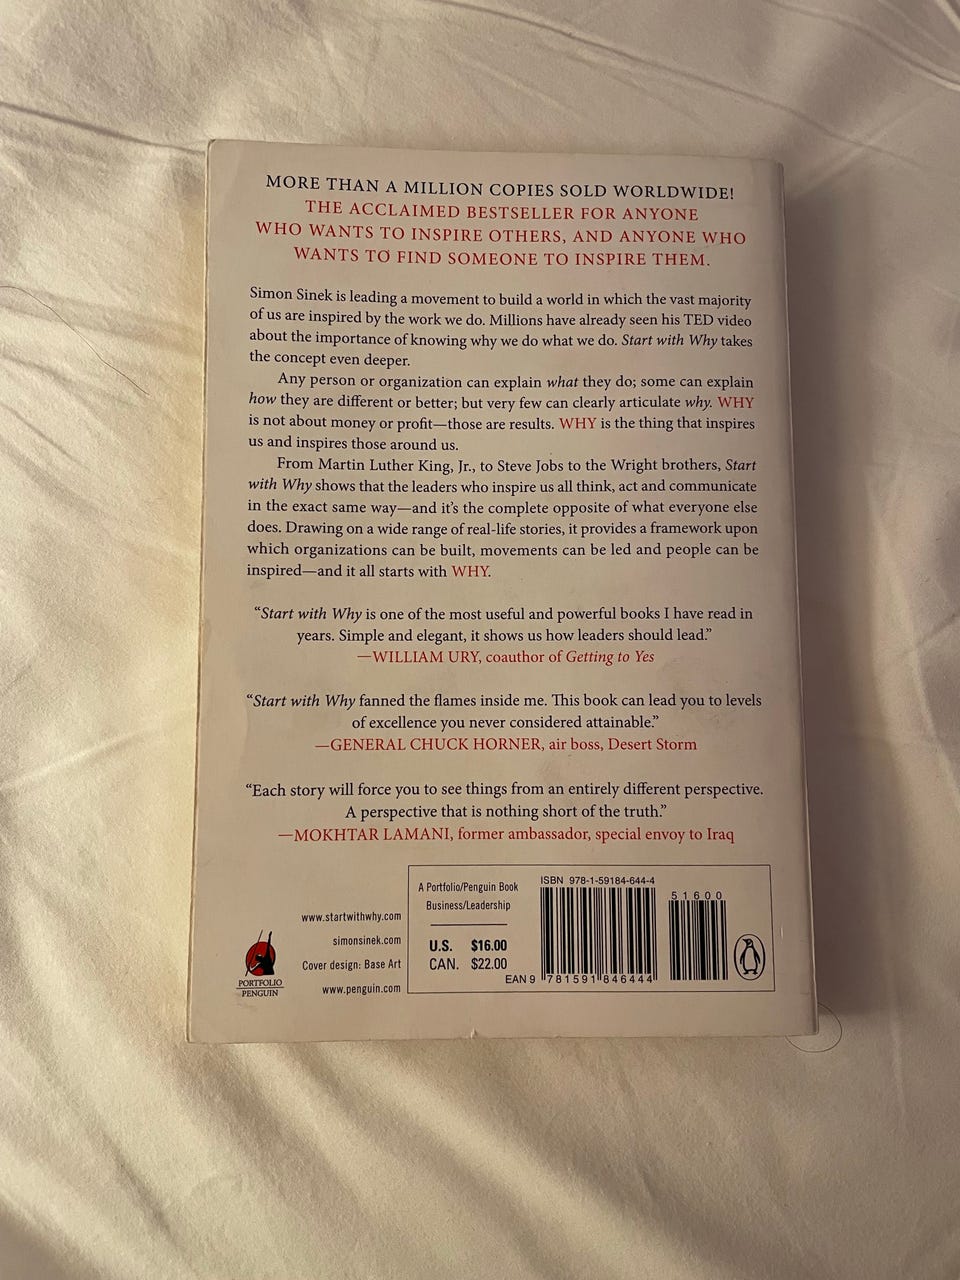 MORE THAN A MILLION COPIES SOLD WORLDWIDE!
THE ACCLAIMED BESTSELLER FOR ANYONE
WHO WANTS TO INSPIRE OTHERS, AND ANYONE WHO
WANTS TO FIND SOMEONE TO INSPIRE THEM.
Simon Sinek is leading a movement to build a world in which the vast majority
of us are inspired by the work we do. Millions have already seen his TED video
about the importance of knowing why we do what we do. Start with Why takes
the concept even deeper.
Any person or organization can explain what they do; some can explain
how they are different or better; but very few can clearly articulate why. WHY
is not about money or profit—those are results. WHY is the thing that inspires
us and inspires those around us.
From Martin Luther King, Jr., to Steve Jobs to the Wright brothers, Start
with Why shows that the leaders who inspire us all think, act and communicate
in the exact same way—and it's the complete opposite of what everyone else
does. Drawing on a wide range of real-life stories, it provides a framework upon
which organizations can be built, movements can be led and people can be
inspired—and it all starts with WHY.
“Start with Why is one of the most useful and powerful books I have read in
years. Simple and elegant, it shows us how leaders should lead.”
—WILLIAM URY, coauthor of Getting to Yes
“Start with Why fanned the flames inside me. This book can lead you to levels
of excellence you never considered attainable.”
—GENERAL CHUCK HORNER, air boss, Desert Storm
“Each story will force you to see things from an entirely different perspective.
A perspective that is nothing short of the truth.”
—MOKHTAR LAMANI, former ambassador, special envoy to Iraq
PORTFOLIO
PENGUIN
www.startwithwhy.com
simonsinek.com
Cover design: Base Art
www.penguin.com
A Portfolio/Penguin Book
Business/Leadership
U.S. $16.00
CAN. $22.00
ISBN 978-1-59184-644-4
51600
EAN 9 781591 846444